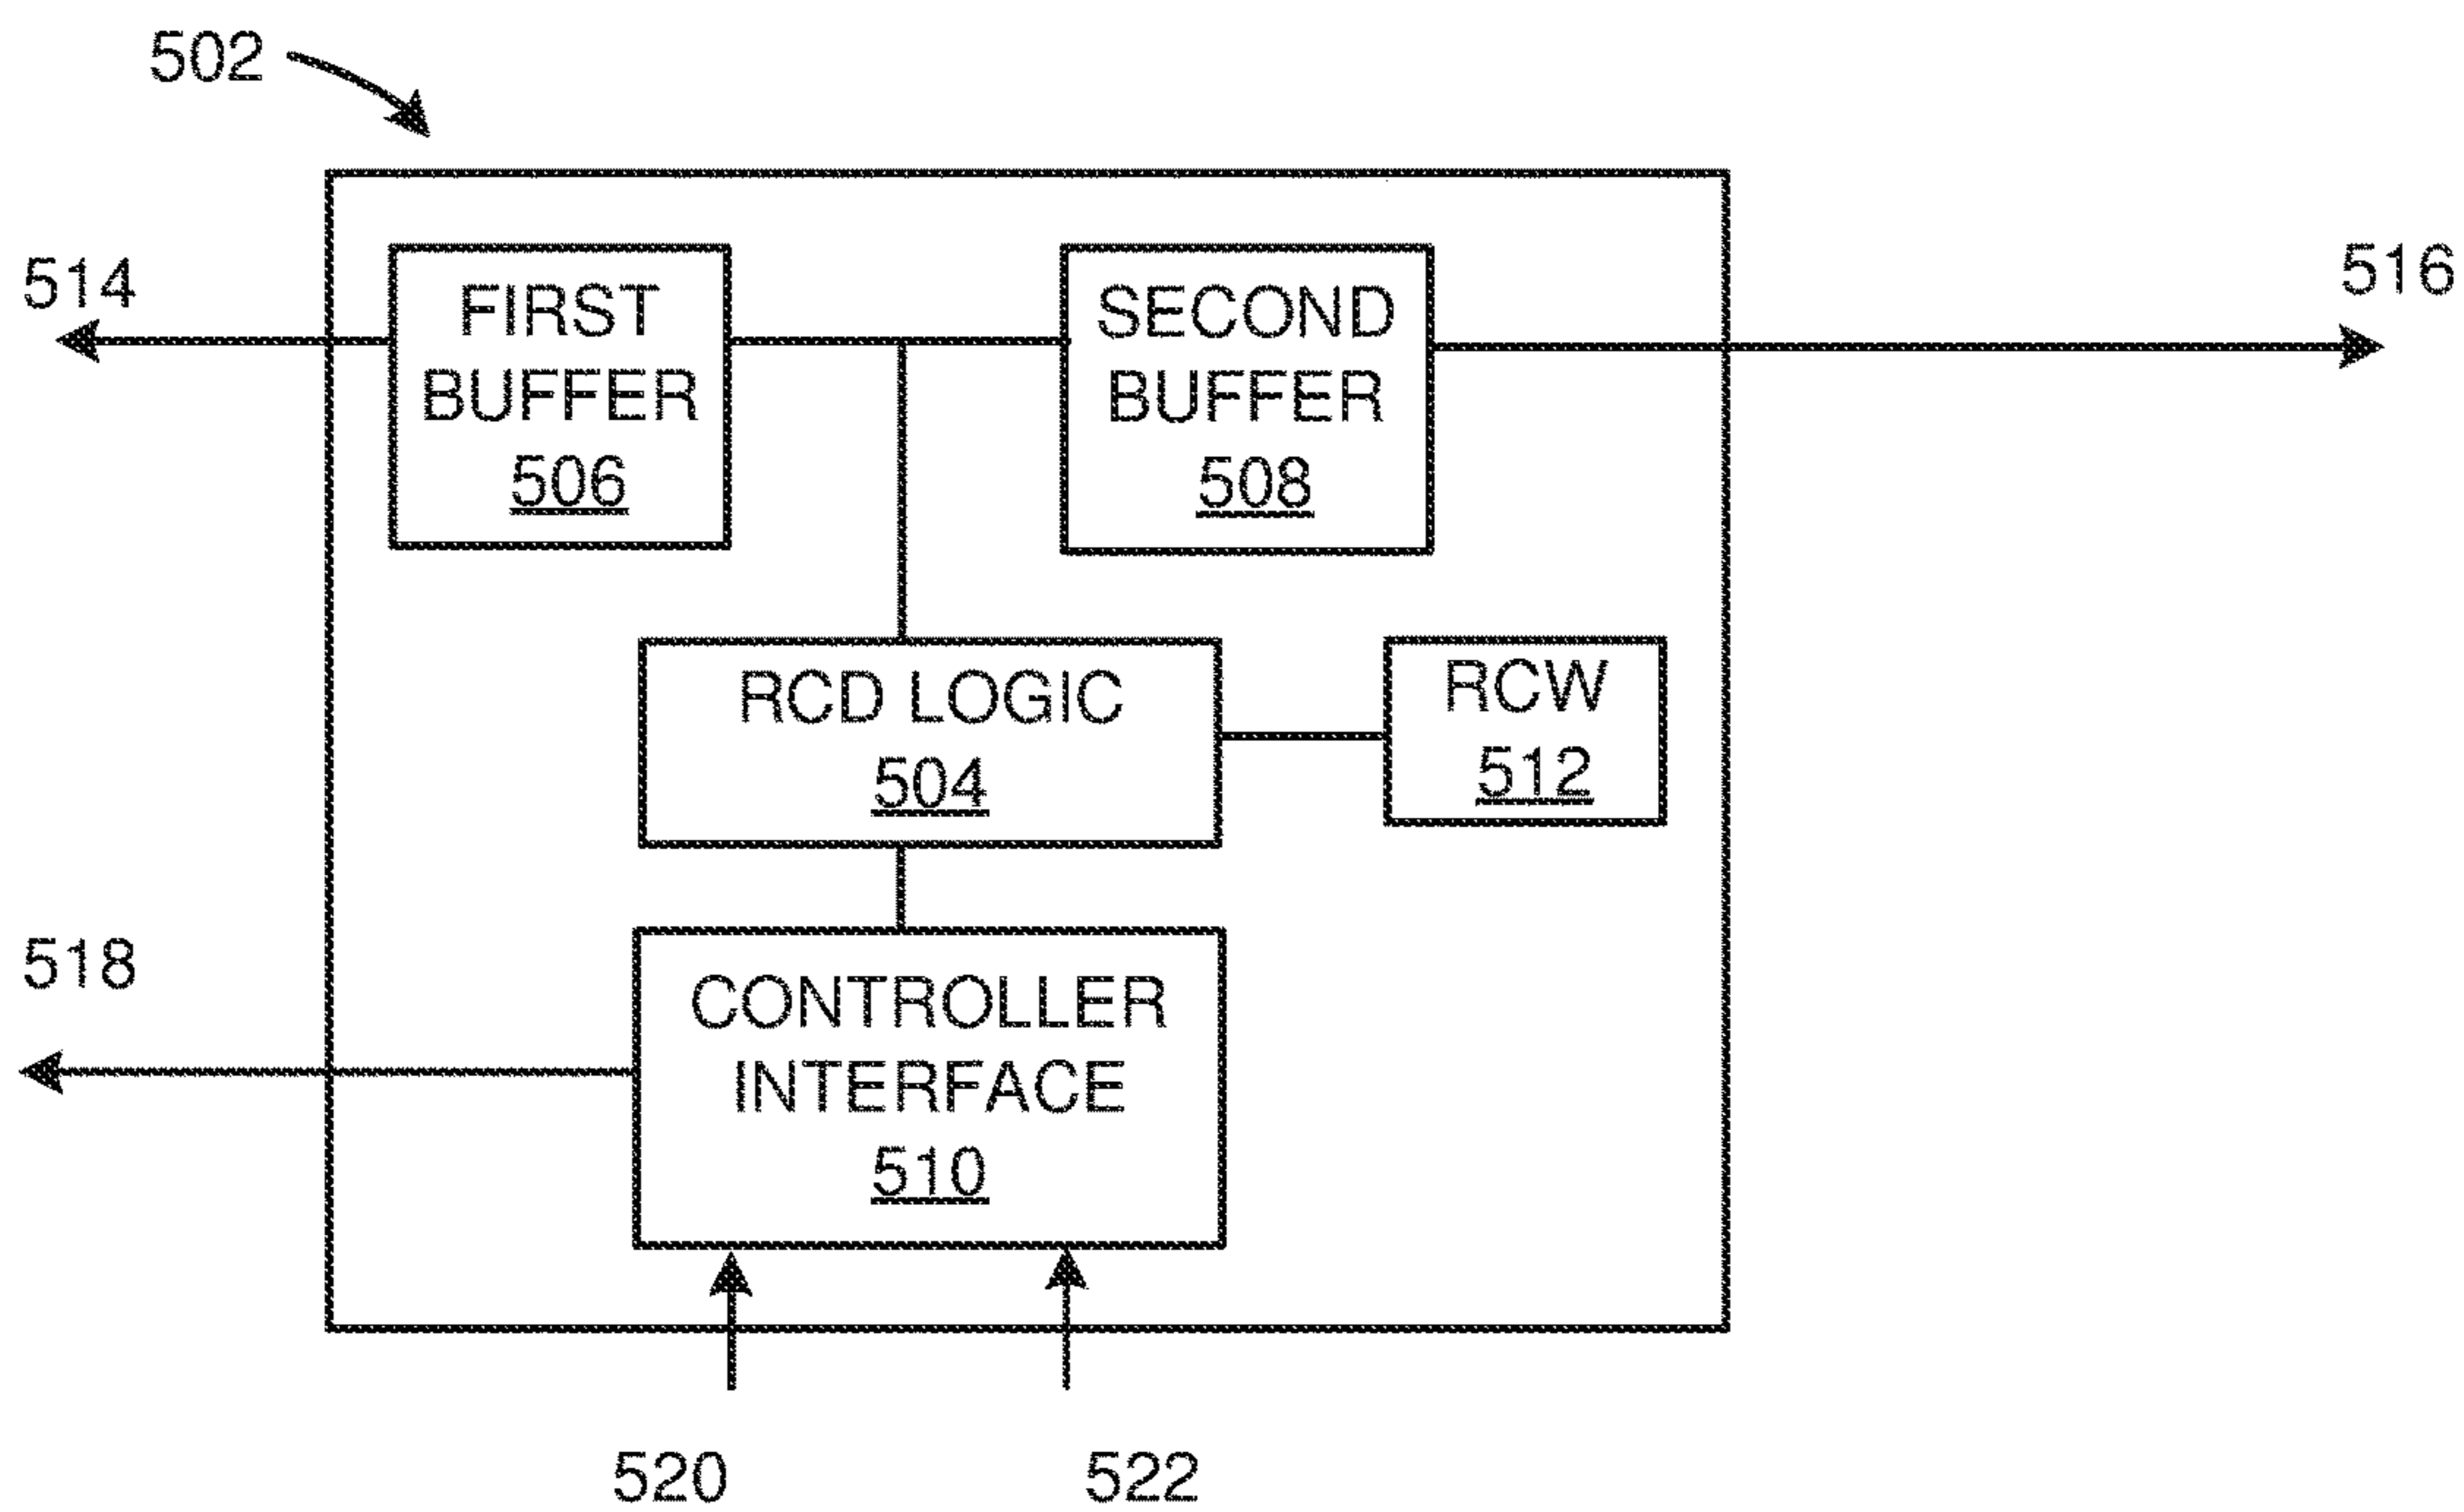 502
514
FIRST
BUFFER
506
SECOND
BUFFER
508
516
RCD LOGIC
504
RCW
512
518
CONTROLLER
INTERFACE
510
520
522